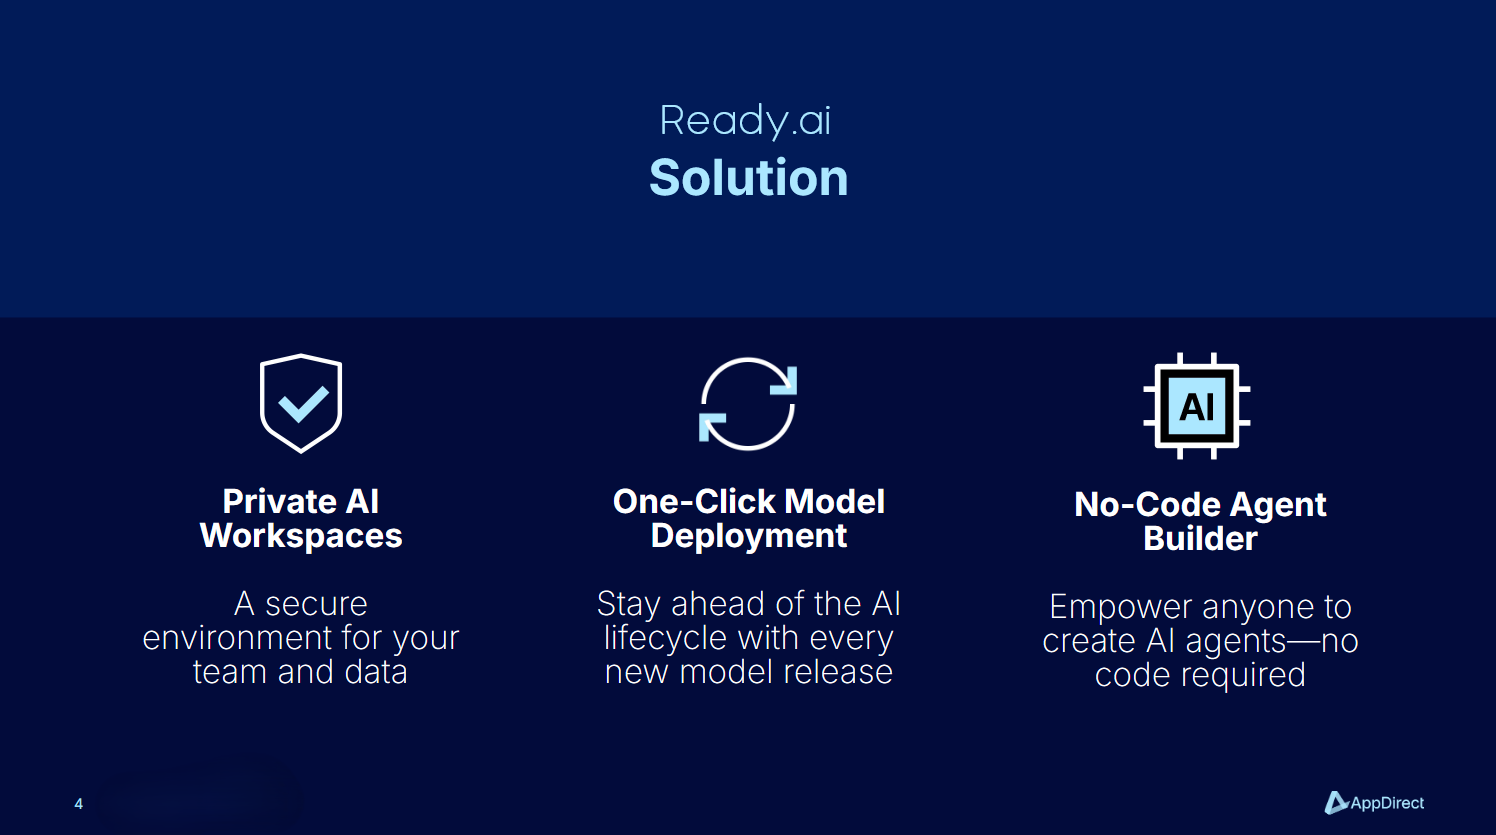 Ready.ai
Solution
AI
Private AI
Workspaces
A secure
environment for your
team and data
One-Click Model
Deployment
Stay ahead of the AI
lifecycle with every
new model release
No-Code Agent
Builder
Empower anyone to
create AI agents—no
code required
4
AppDirect